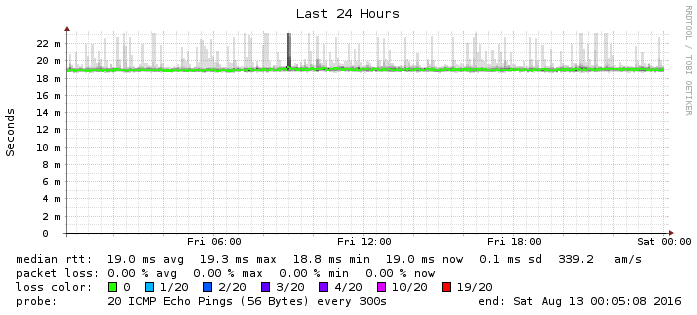 Last 24 Hours
RRDTOOL / TOBI OETIKER
Seconds
22 m
20 m
18 m
16 m
14 m
12 m
10 m
8 m
6 m
4 m
2 m
0
Fri 06:00 Fri 12:00 Fri 18:00 Sat 00:00
median rtt: 19.0 ms avg 19.3 ms max 18.8 ms min 19.0 ms now 0.1 ms sd 339.2 am/s
packet loss: 0.00 % avg 0.00 % max 0.00 % min 0.00 % now
loss color: 0 1/20 2/20 3/20 4/20 10/20 19/20
probe: 20 ICMP Echo Pings (56 Bytes) every 300s end: Sat Aug 13 00:05:08 2016